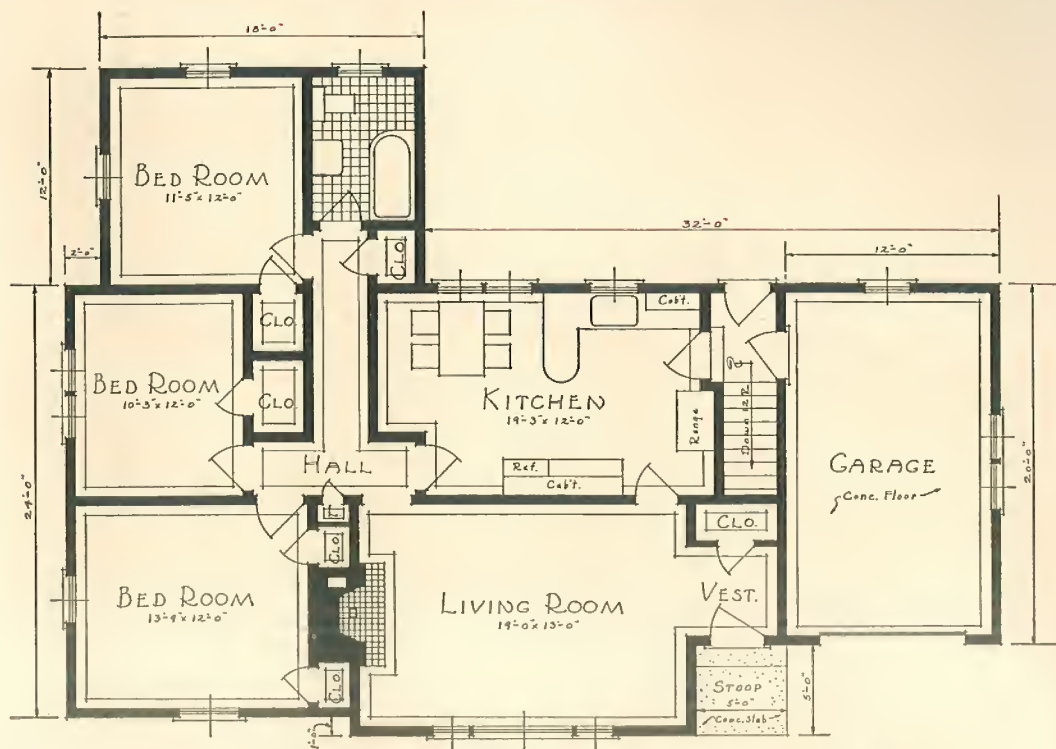 18'-0"
12'-0"
BED ROOM
11'-5" x 12'-0"
CLO
32'-0"
2'-0"
12'-0"
CLO.
Cab't.
BED ROOM
10'-3" x 12'-0"
CLO.
KITCHEN
19'-3" x 12'-0"
Range
Down 12 R
GARAGE
Conc. Floor
20'-0"
24'-0"
HALL
Ref.
Cab't.
CLO.
CLO.
BED ROOM
13'-9" x 12'-0"
LIVING ROOM
19'-0" x 13'-0"
VEST.
CLO.
STOOP
5'-0"
Conc. Slab
5'-0"
1'-0"